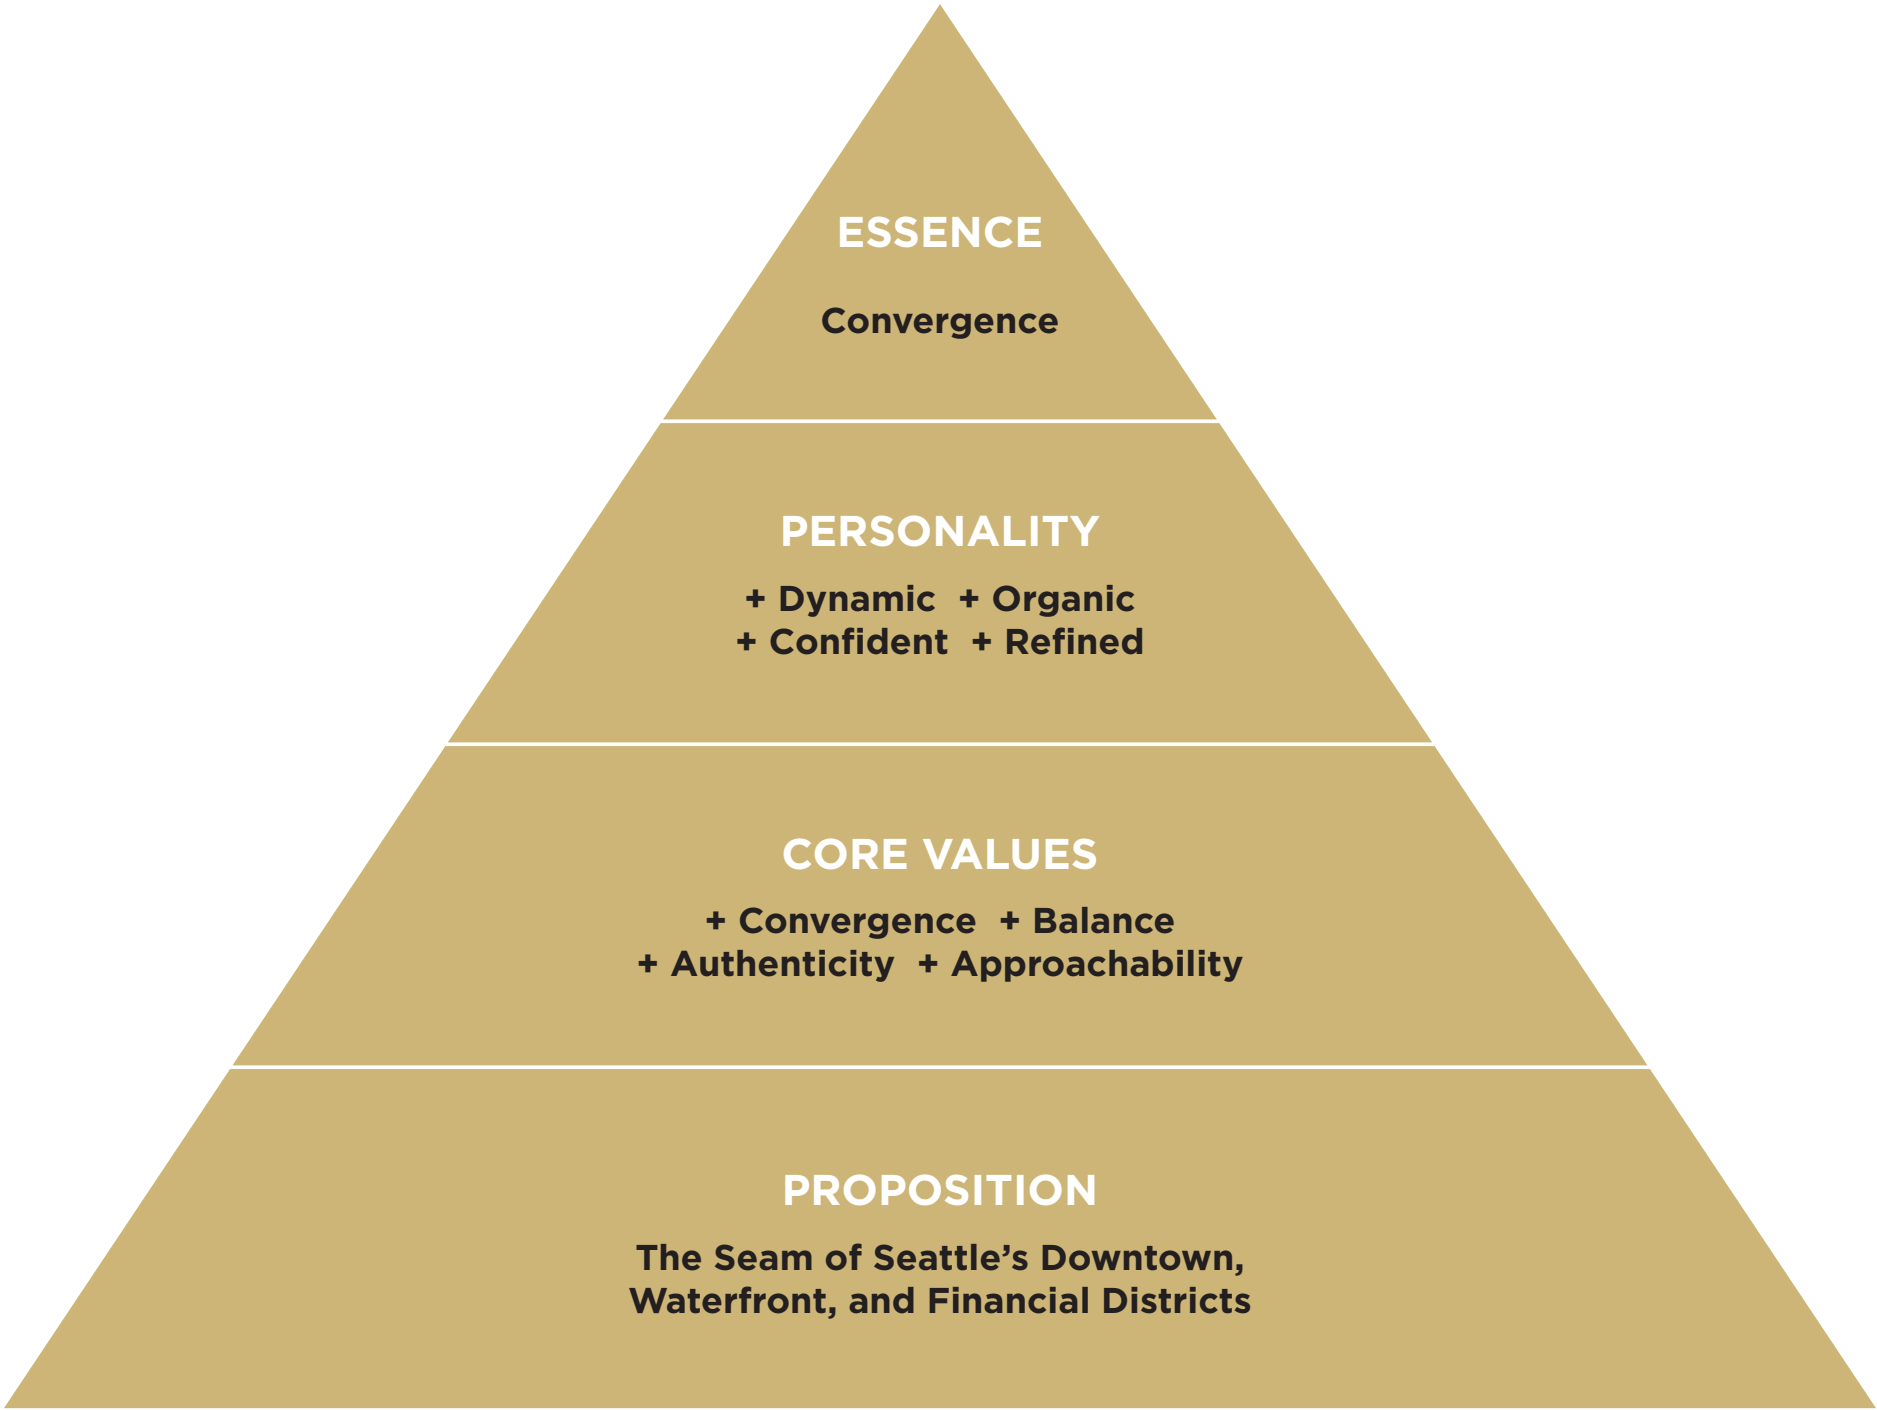 ESSENCE
Convergence
PERSONALITY
+ Dynamic + Organic
+ Confident + Refined
CORE VALUES
+ Convergence + Balance
+ Authenticity + Approachability
PROPOSITION
The Seam of Seattle’s Downtown,
Waterfront, and Financial Districts